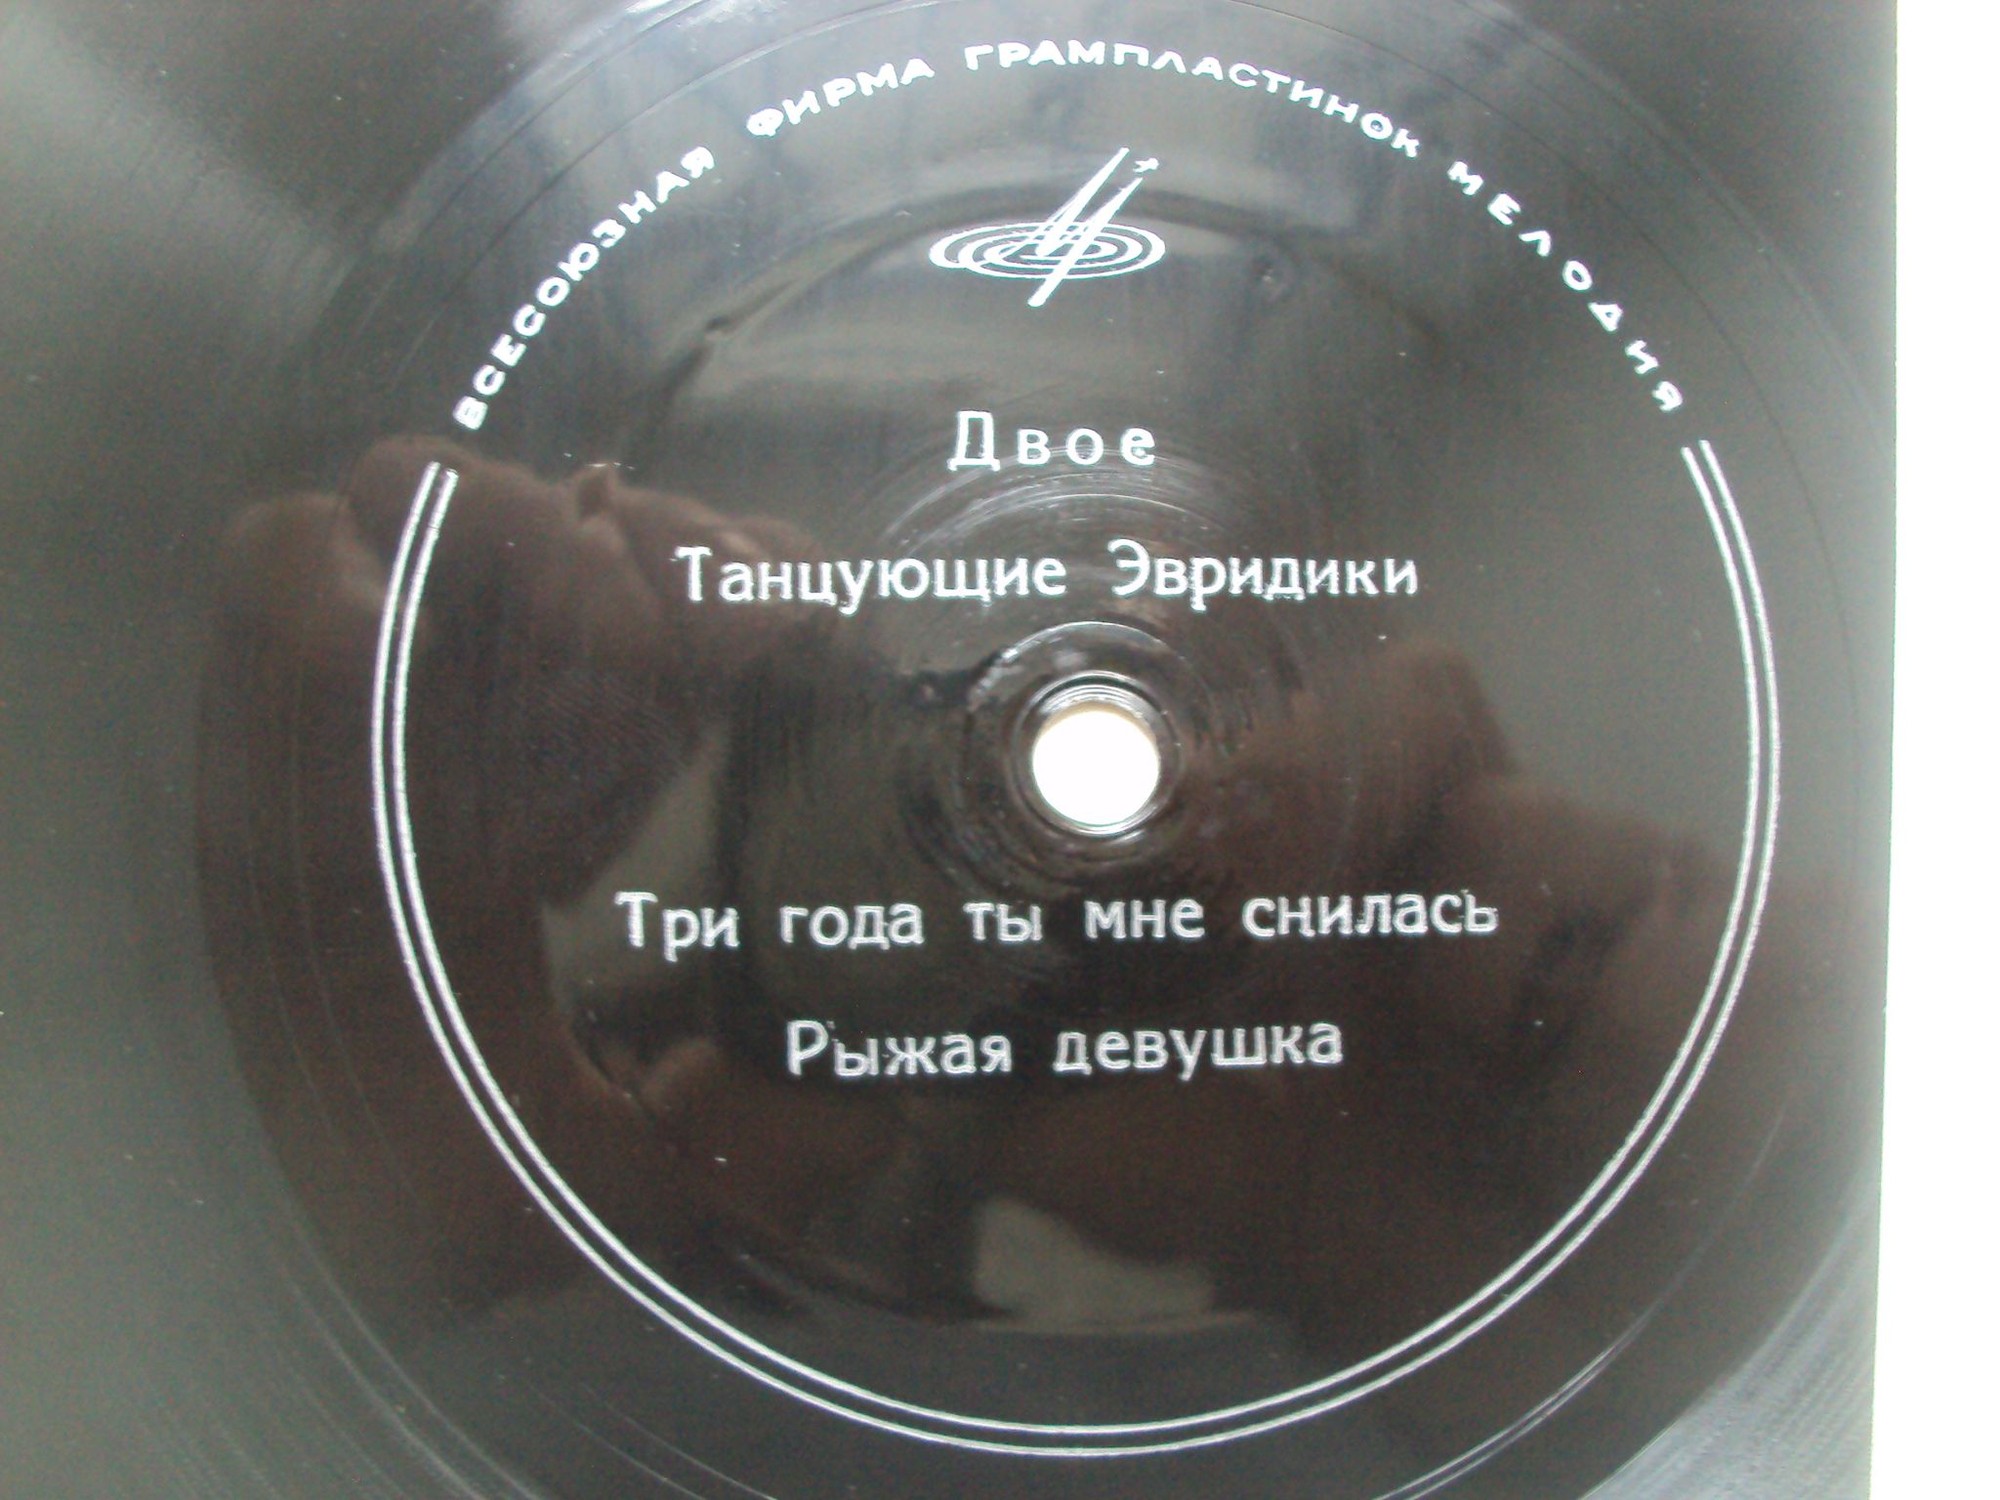 ВСЕСОЮЗНАЯ ФИРМА ГРАМПЛАСТИНОК МЕЛОДИЯ
Двое
Танцующие Эвридики
Три года ты мне снилась
Рыжая девушка